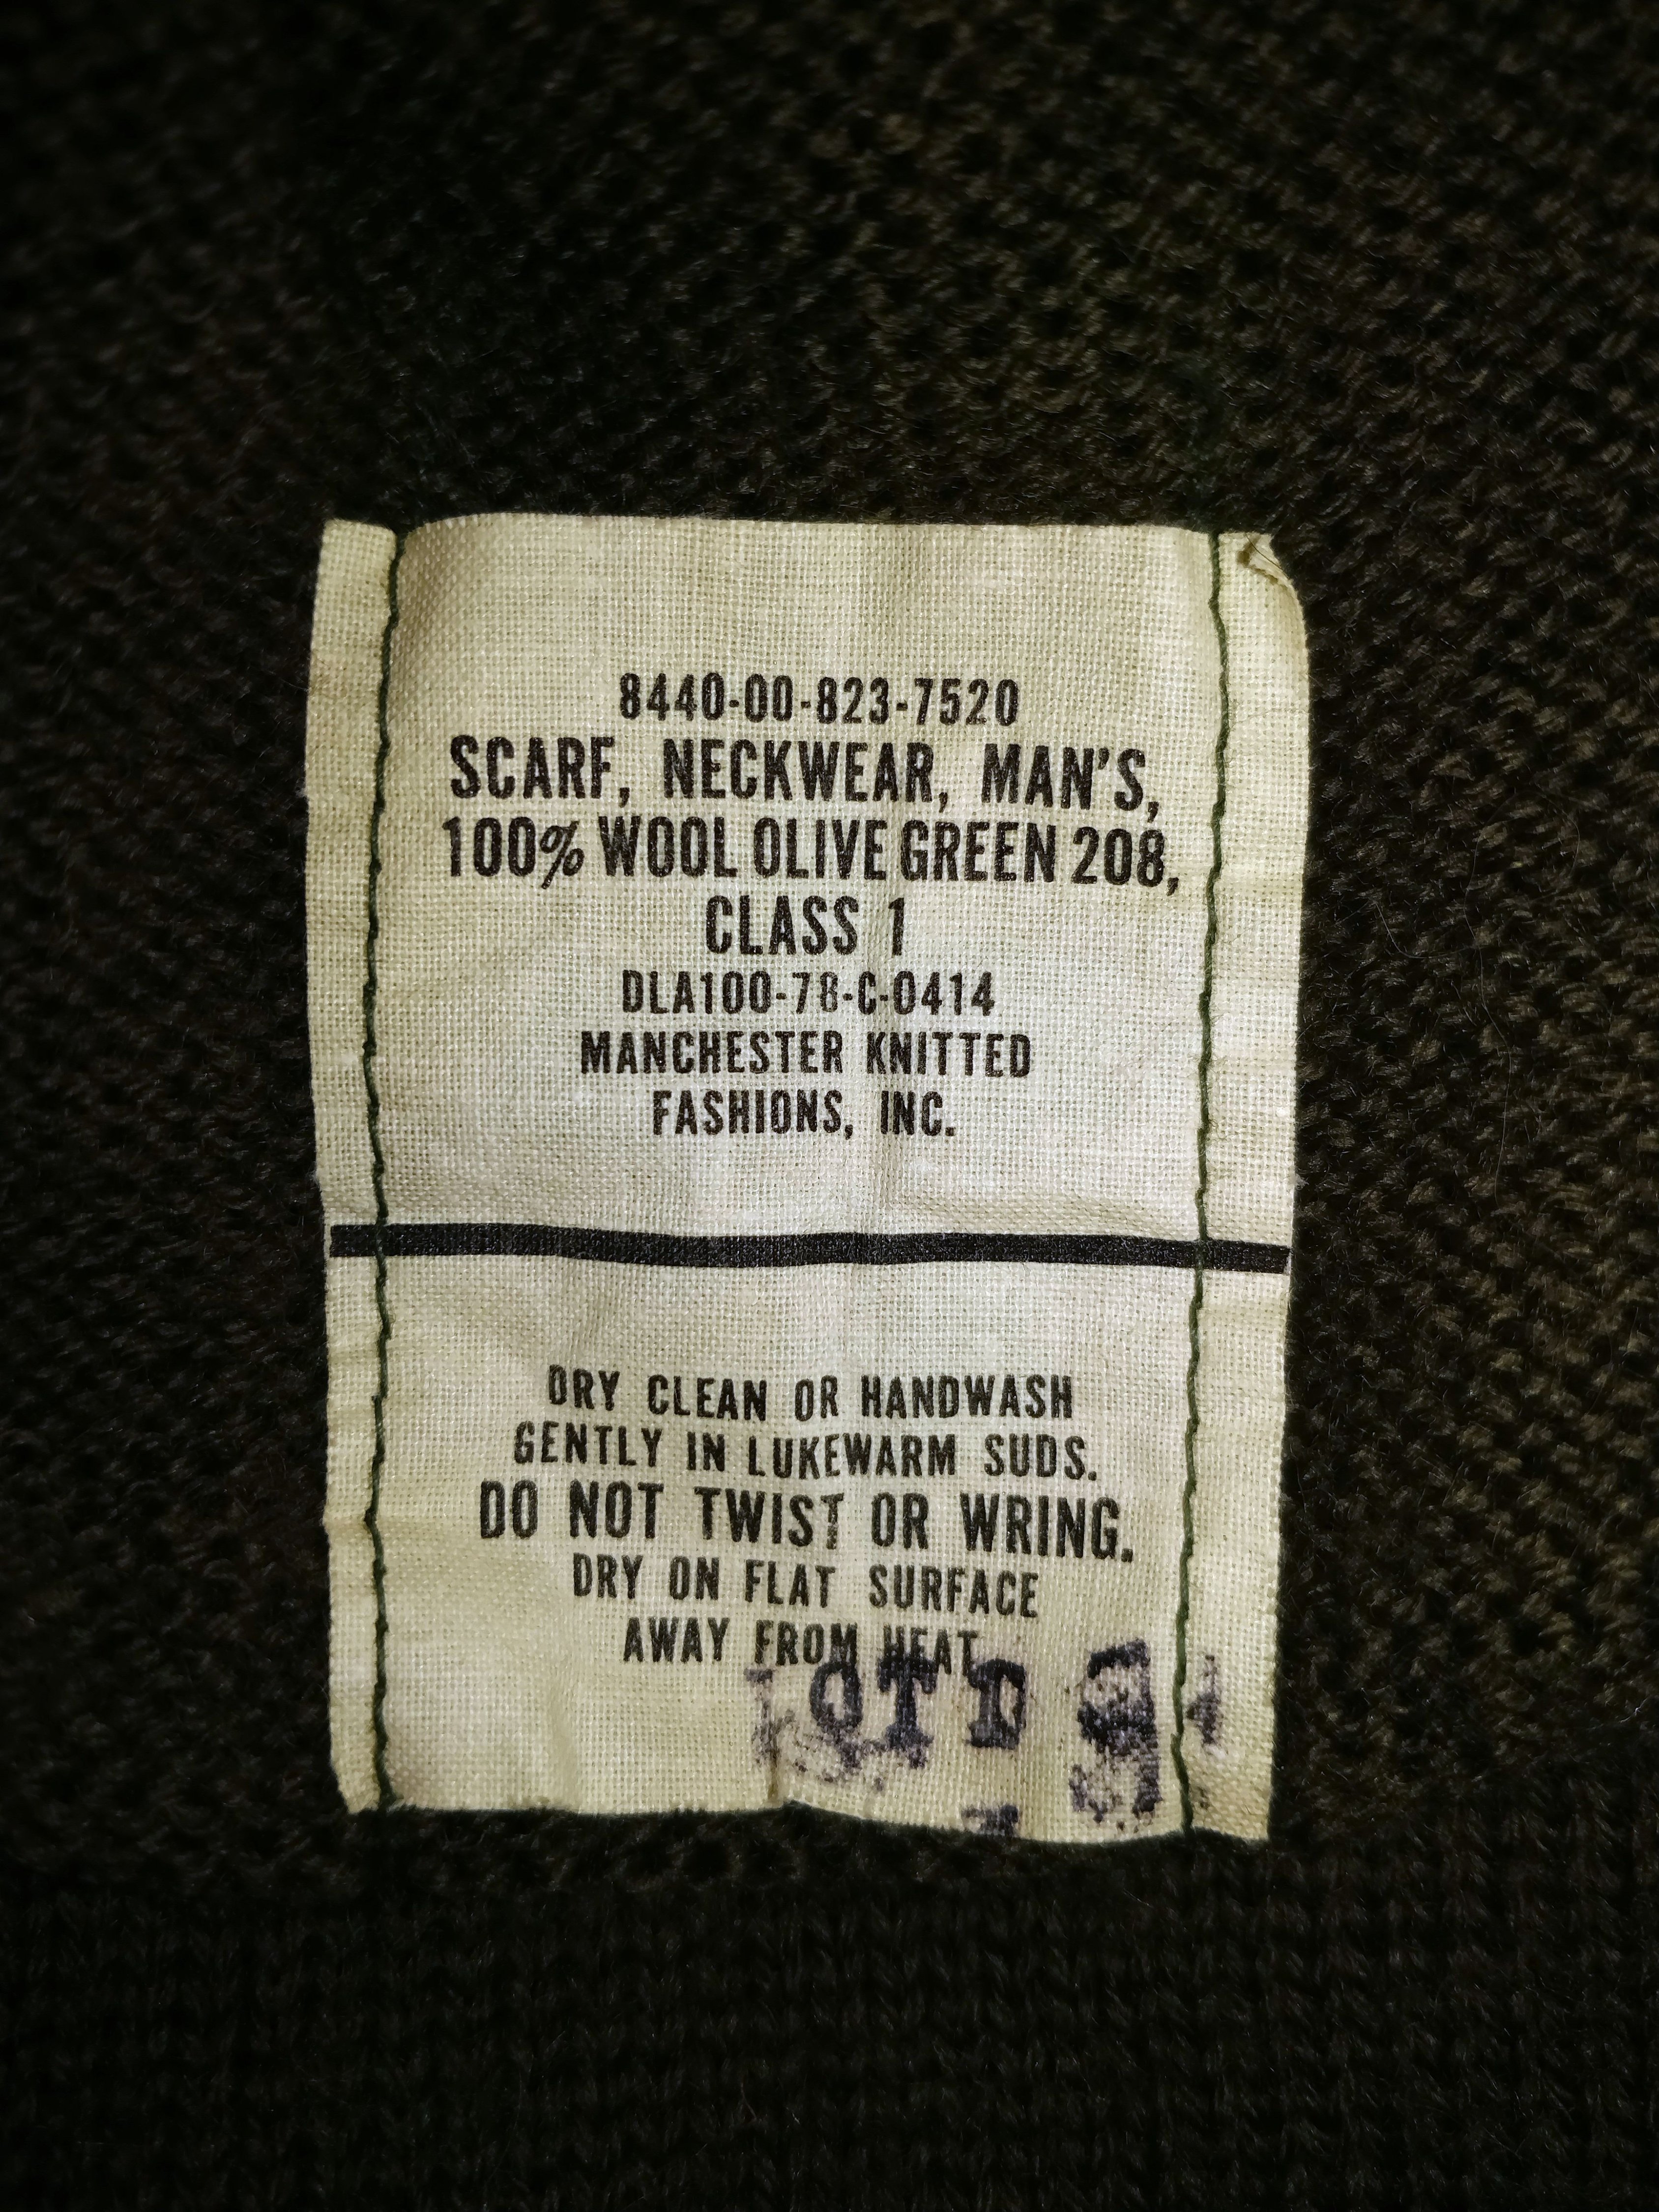 8440-00-823-7520
SCARF, NECKWEAR, MAN'S,
100% WOOL OLIVE GREEN 208,
CLASS 1
DLA100-78-C-0414
MANCHESTER KNITTED
FASHIONS, INC.
DRY CLEAN OR HANDWASH
GENTLY IN LUKEWARM SUDS.
DO NOT TWIST OR WRING.
DRY ON FLAT SURFACE
AWAY FROM HEAT